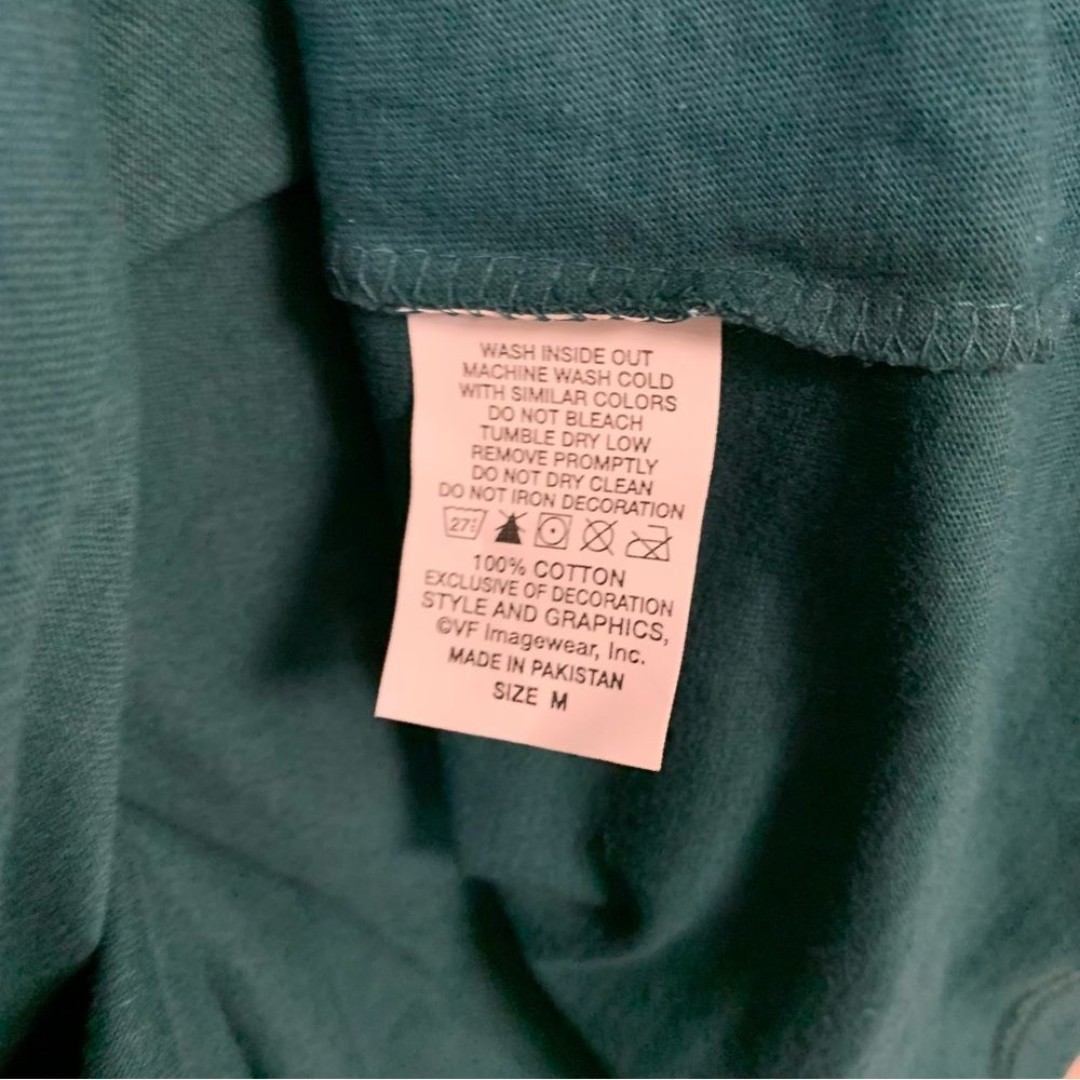 WASH INSIDE OUT
MACHINE WASH COLD
WITH SIMILAR COLORS
DO NOT BLEACH
TUMBLE DRY LOW
REMOVE PROMPTLY
DO NOT DRY CLEAN
DO NOT IRON DECORATION
27
100% COTTON
EXCLUSIVE OF DECORATION
STYLE AND GRAPHICS,
©VF Imagewear, Inc.
MADE IN PAKISTAN
SIZE M